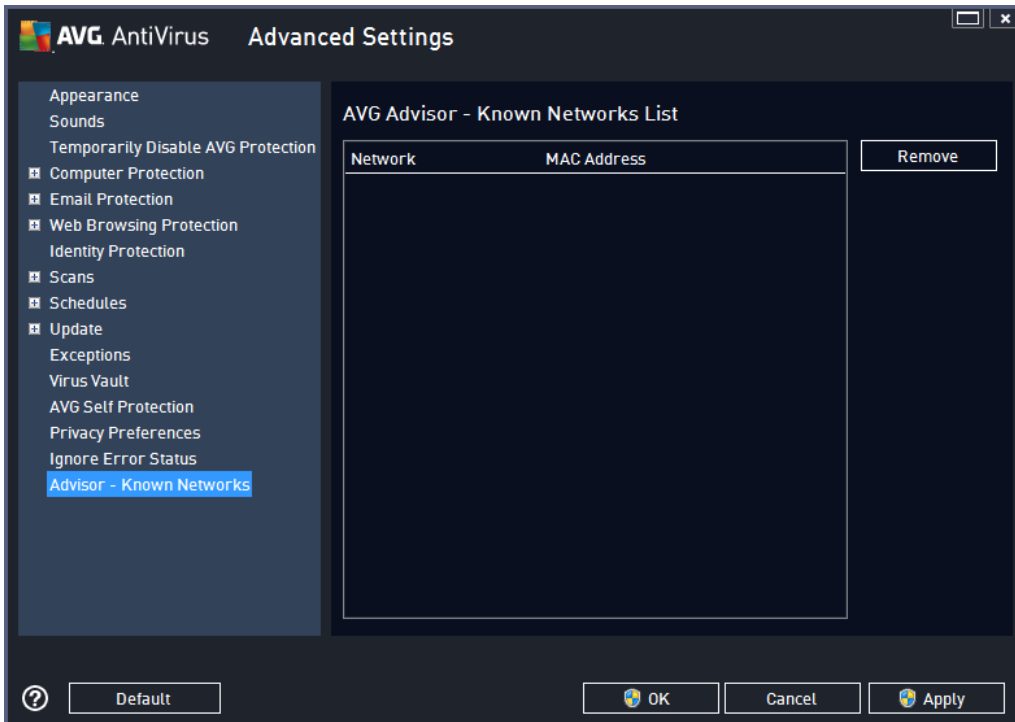 AVG. AntiVirus Advanced Settings
Appearance
Sounds
Temporarily Disable AVG Protection
Computer Protection
Email Protection
Web Browsing Protection
Identity Protection
Scans
Schedules
Update
Exceptions
Virus Vault
AVG Self Protection
Privacy Preferences
Ignore Error Status
Advisor - Known Networks
AVG Advisor - Known Networks List
Network MAC Address
Remove
Default OK Cancel Apply